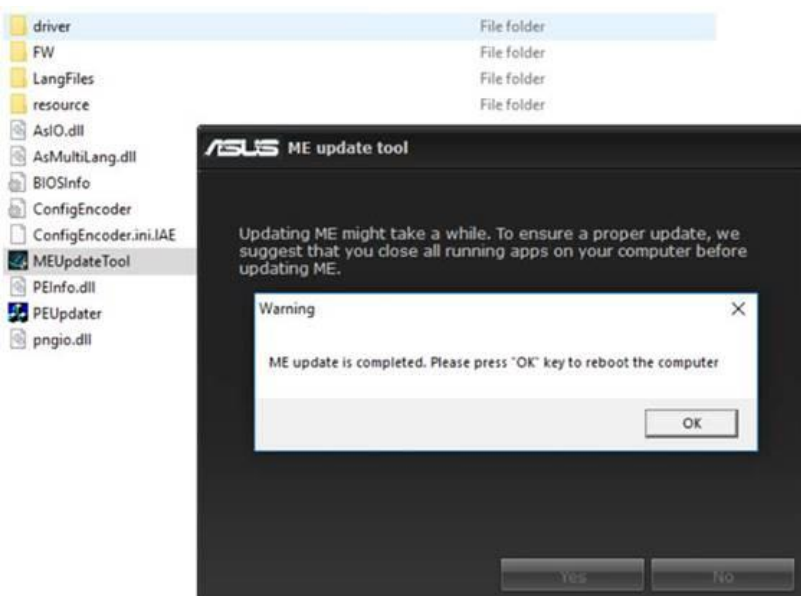 driver File folder
FW File folder
LangFiles File folder
resource File folder
AsIO.dll
AsMultiLang.dll
BIOSInfo
ConfigEncoder
ConfigEncoder.ini.IAE
MEUpdateTool
PEInfo.dll
PEUpdater
pngio.dll
ASUS ME update tool
Updating ME might take a while. To ensure a proper update, we
suggest that you close all running apps on your computer before
updating ME.
Warning
ME update is completed. Please press "OK" key to reboot the computer
OK
Yes No